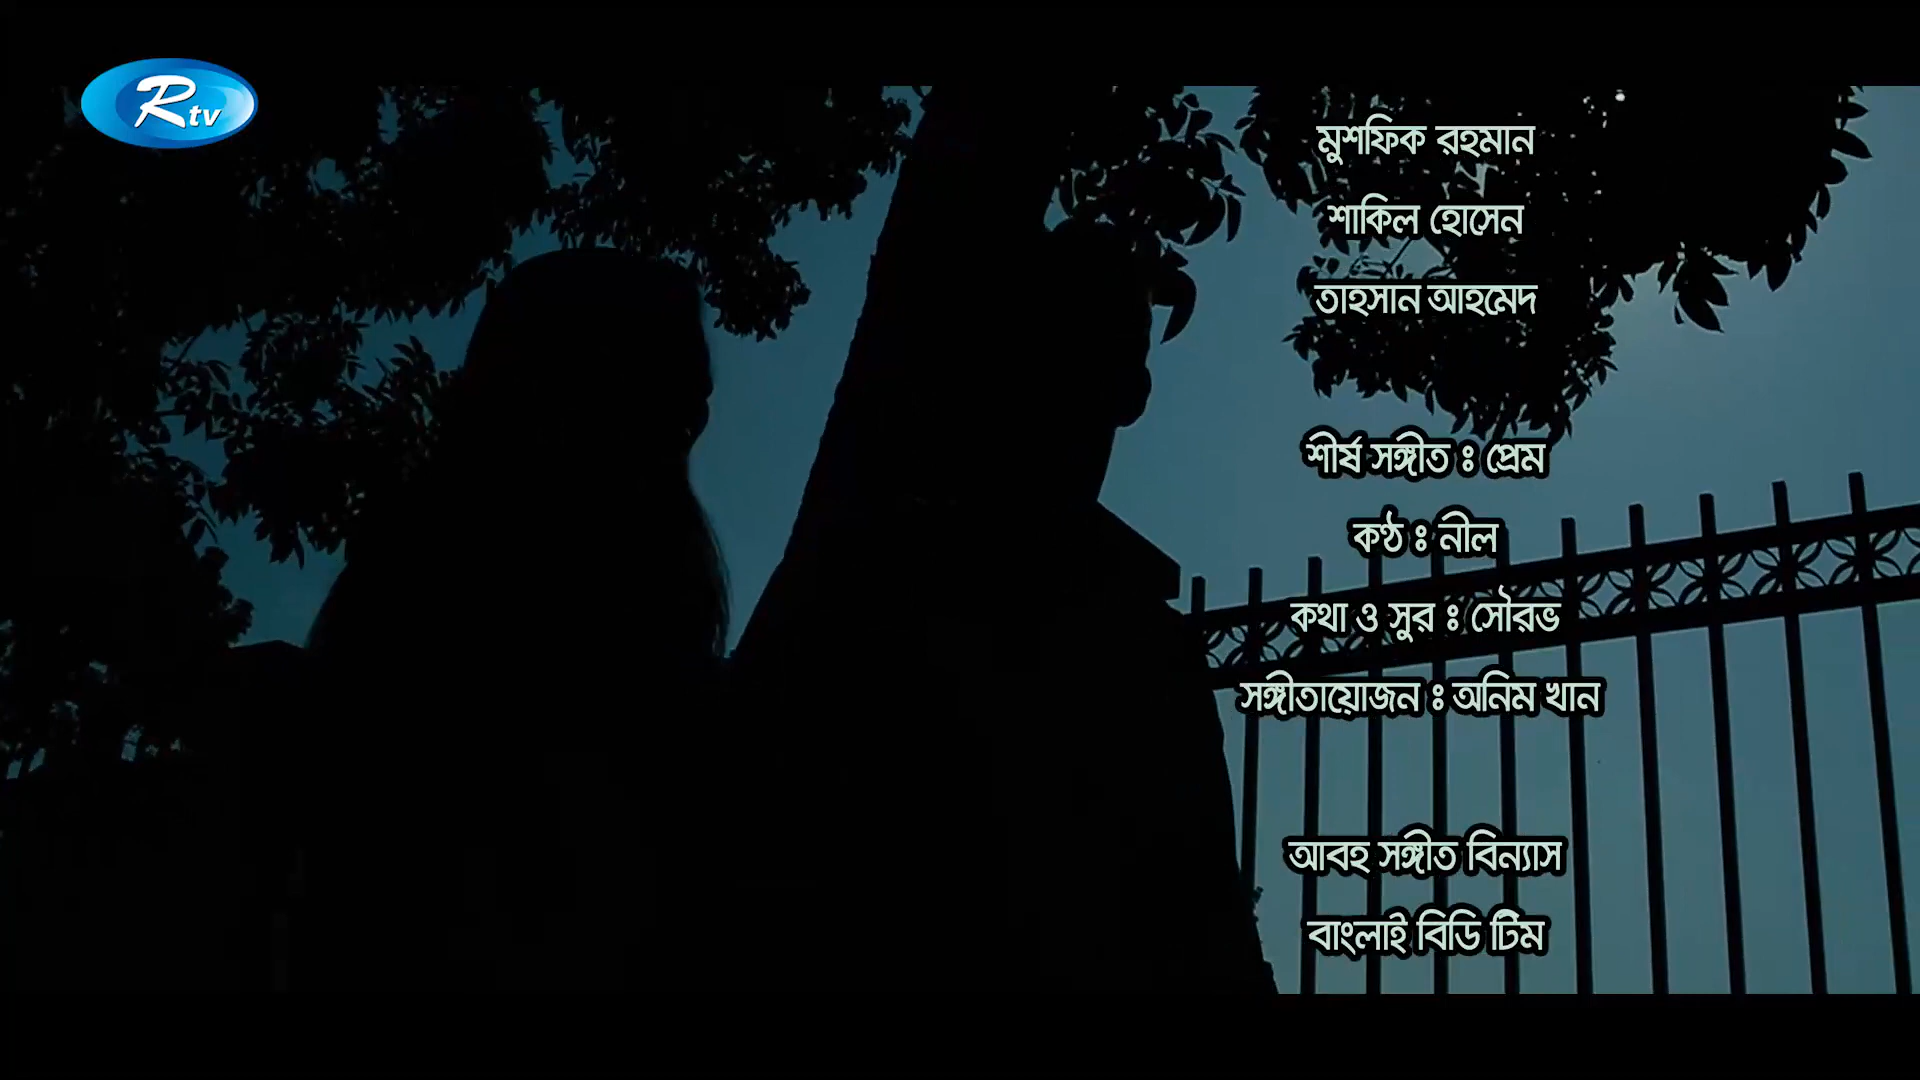 Rtv
মুশফিক রহমান
শাকিল হোসেন
তাহসান আহমেদ
শীর্ষ সঙ্গীত ঃ প্রেম
কণ্ঠ ঃ নীল
কথা ও সুর ঃ সৌরভ
সঙ্গীতায়োজন ঃ অনিম খান
আবহ সঙ্গীত বিন্যাস
বাংলাই বিডি টিম